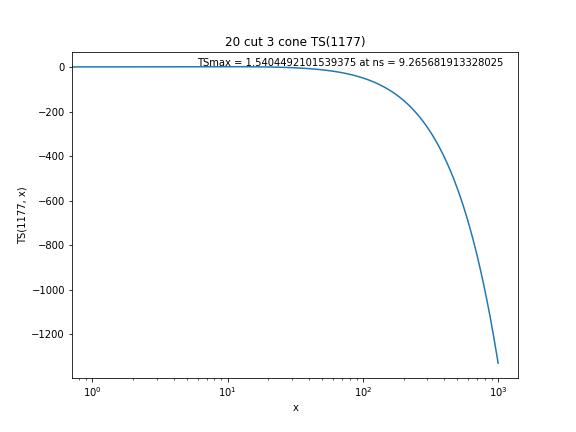 20 cut 3 cone TS(1177)
TSmax = 1.5404492101539375 at ns = 9.265681913328025
TS(1177, x)
0
−200
−400
−600
−800
−1000
−1200
10⁰
10¹
10²
10³
x